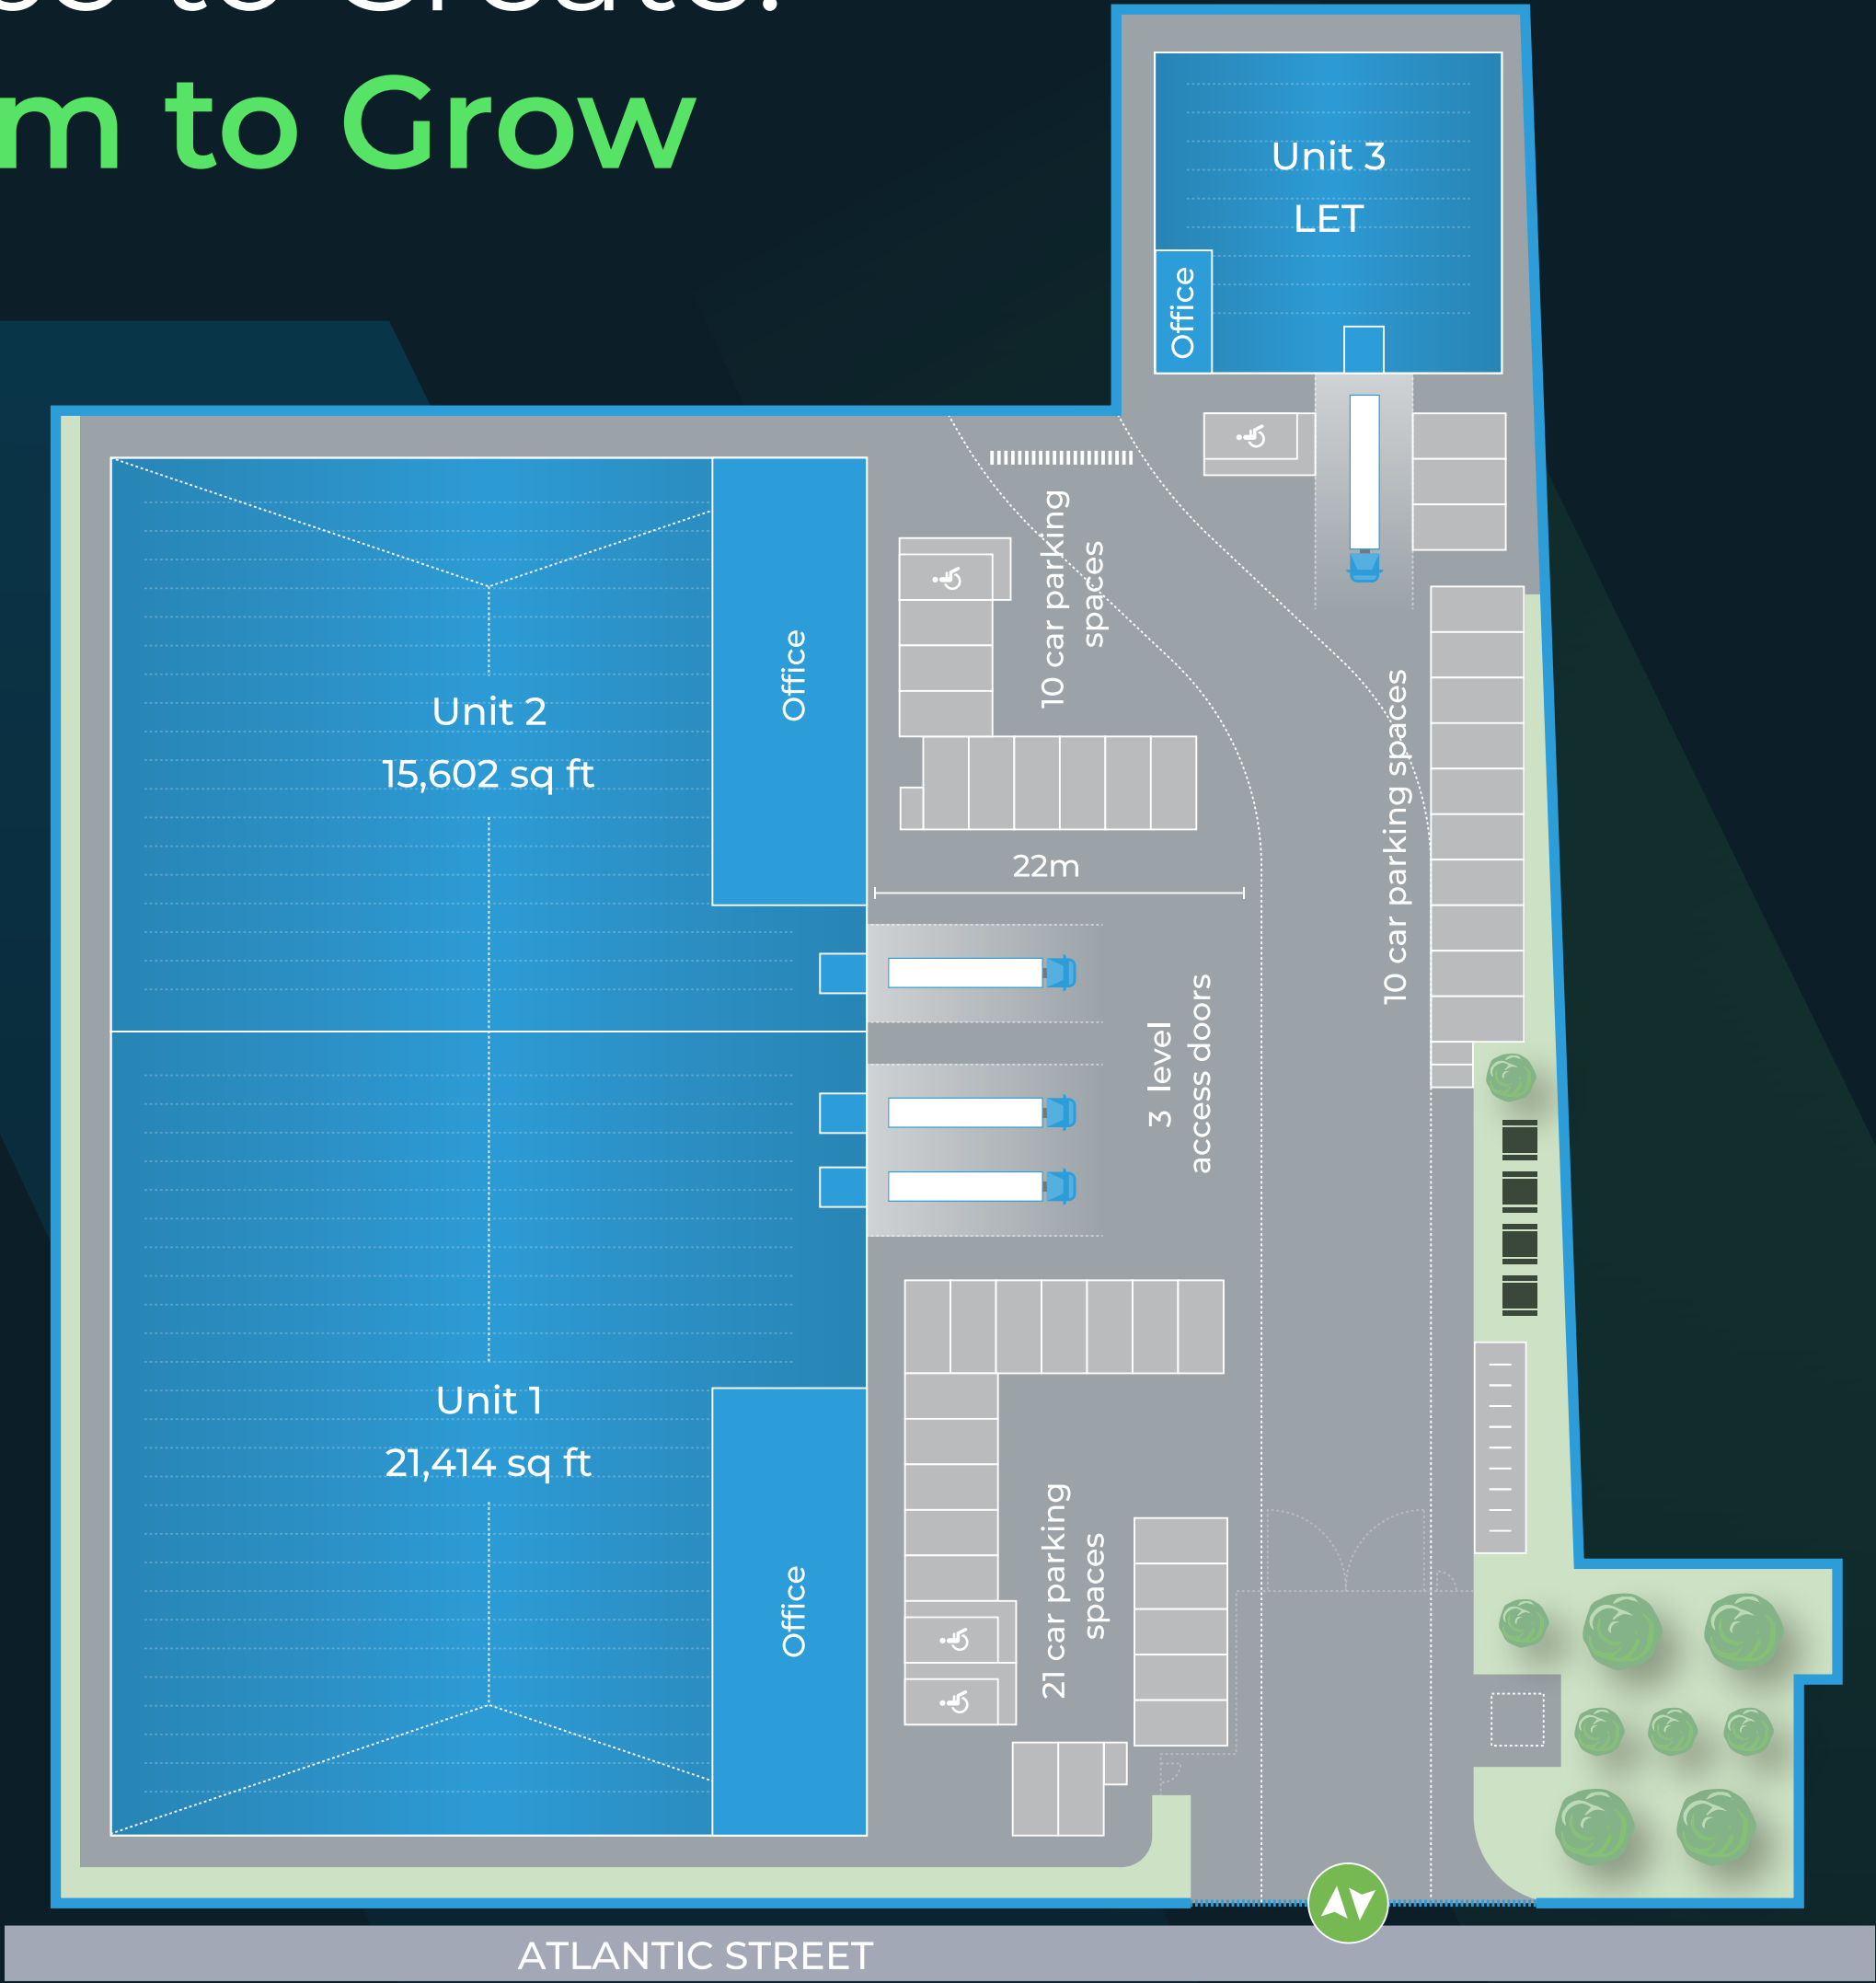 m to Grow
Unit 3
LET
Office
10 car parking
spaces
Office
Unit 2
15,602 sq ft
22m
10 car parking spaces
3 level
access doors
Unit 1
21,414 sq ft
Office
21 car parking
spaces
ATLANTIC STREET